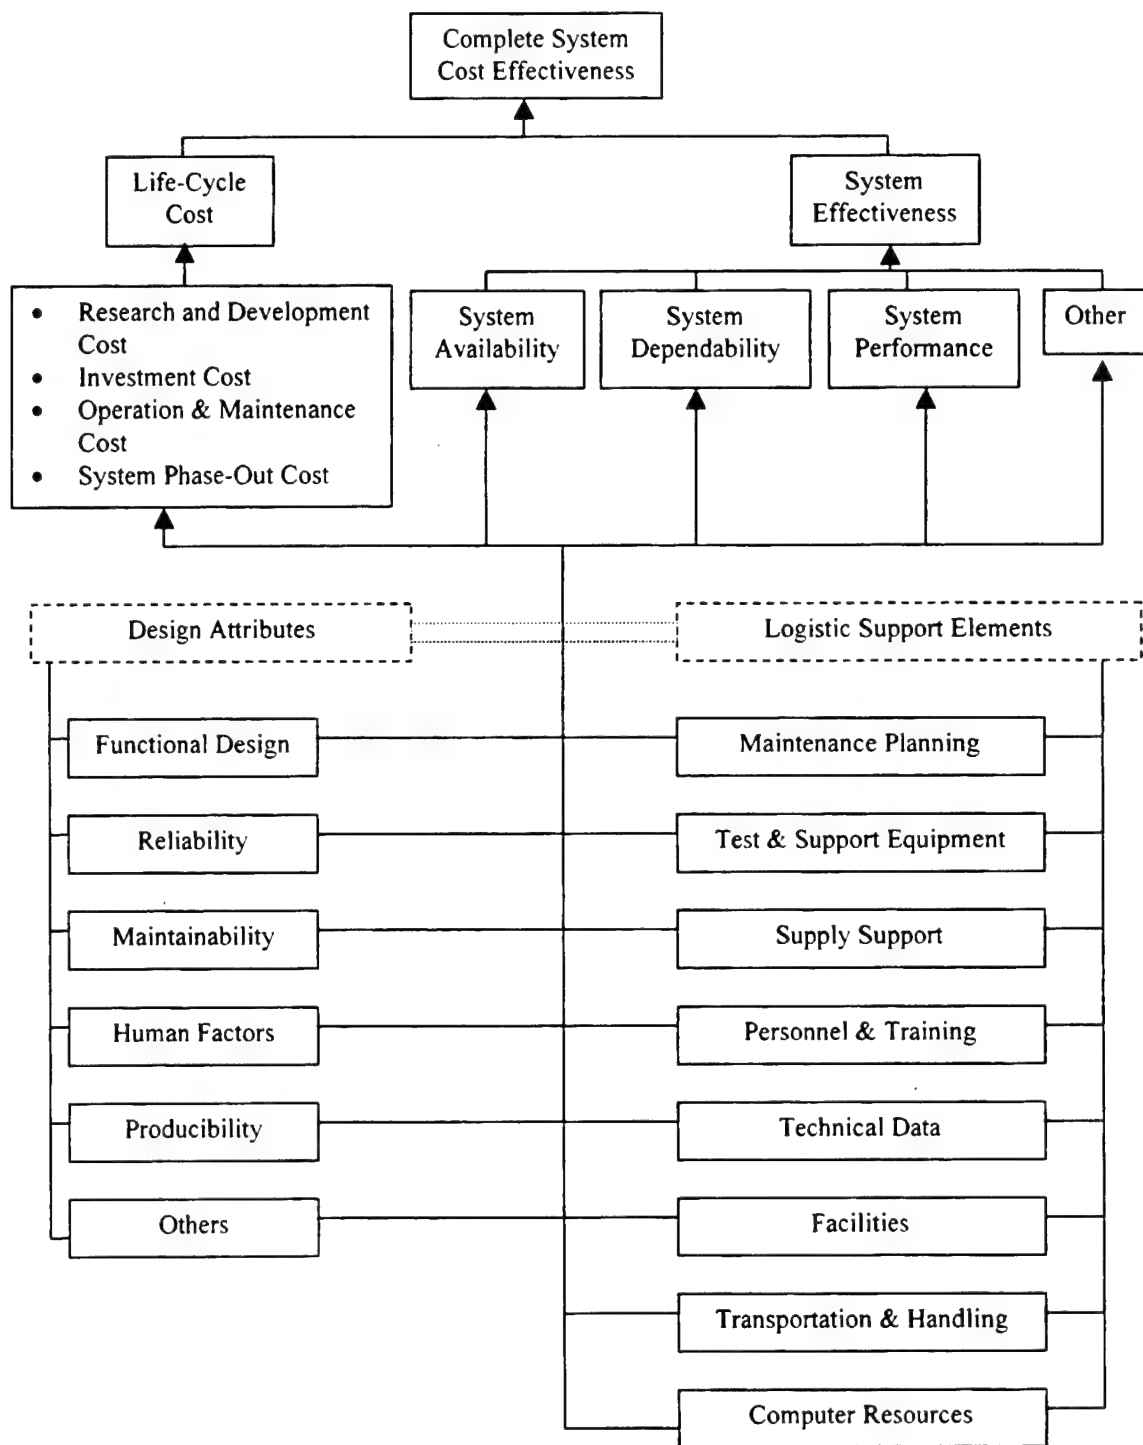 Complete System
Cost Effectiveness
Life-Cycle
Cost
System
Effectiveness
• Research and Development
Cost
• Investment Cost
• Operation & Maintenance
Cost
• System Phase-Out Cost
System
Availability
System
Dependability
System
Performance
Other
Design Attributes
Logistic Support Elements
Functional Design
Maintenance Planning
Reliability
Test & Support Equipment
Maintainability
Supply Support
Human Factors
Personnel & Training
Producibility
Technical Data
Others
Facilities
Transportation & Handling
Computer Resources